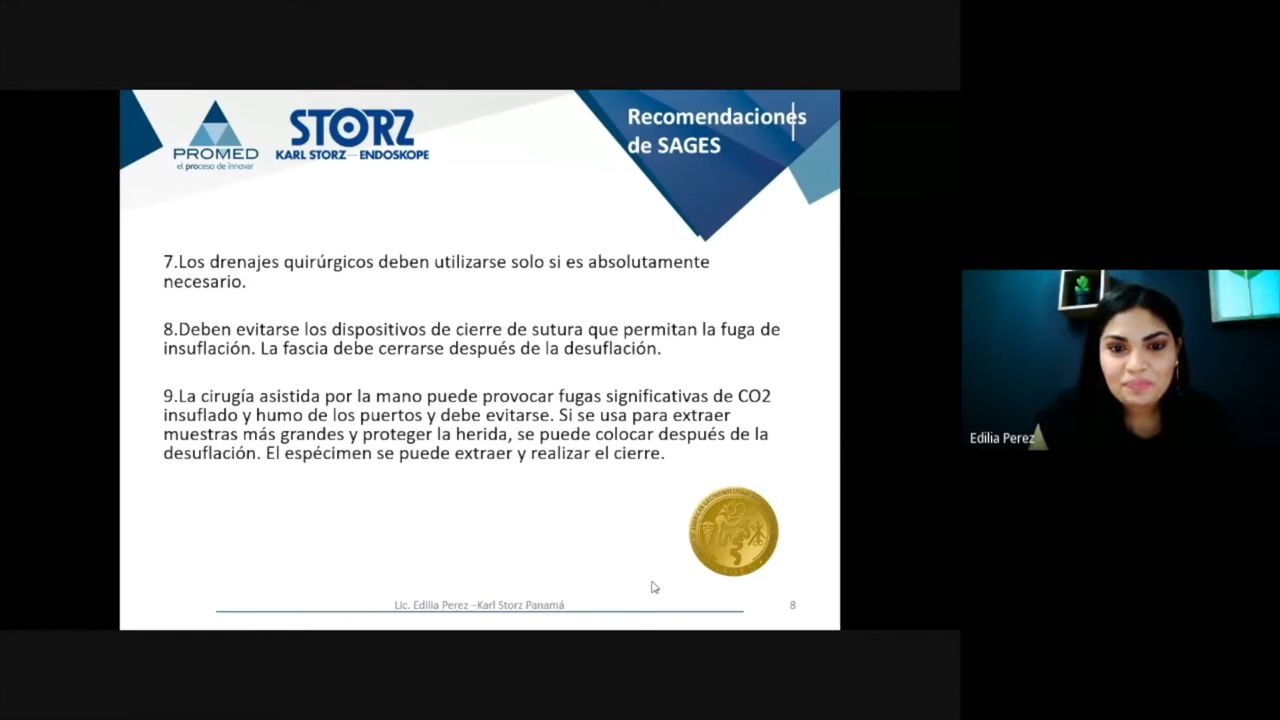 PROMED
el proceso de innovar
STORZ
KARL STORZ—ENDOSKOPE
Recomendaciones
de SAGES
7.Los drenajes quirúrgicos deben utilizarse solo si es absolutamente
necesario.
8.Deben evitarse los dispositivos de cierre de sutura que permitan la fuga de
insuflación. La fascia debe cerrarse después de la desuflación.
9.La cirugía asistida por la mano puede provocar fugas significativas de CO2
insuflado y humo de los puertos y debe evitarse. Si se usa para extraer
muestras más grandes y proteger la herida, se puede colocar después de la
desuflación. El espécimen se puede extraer y realizar el cierre.
AMERICAN GASTROINTESTINAL
Lic. Edilia Perez –Karl Storz Panamá
8
Edilia Perez